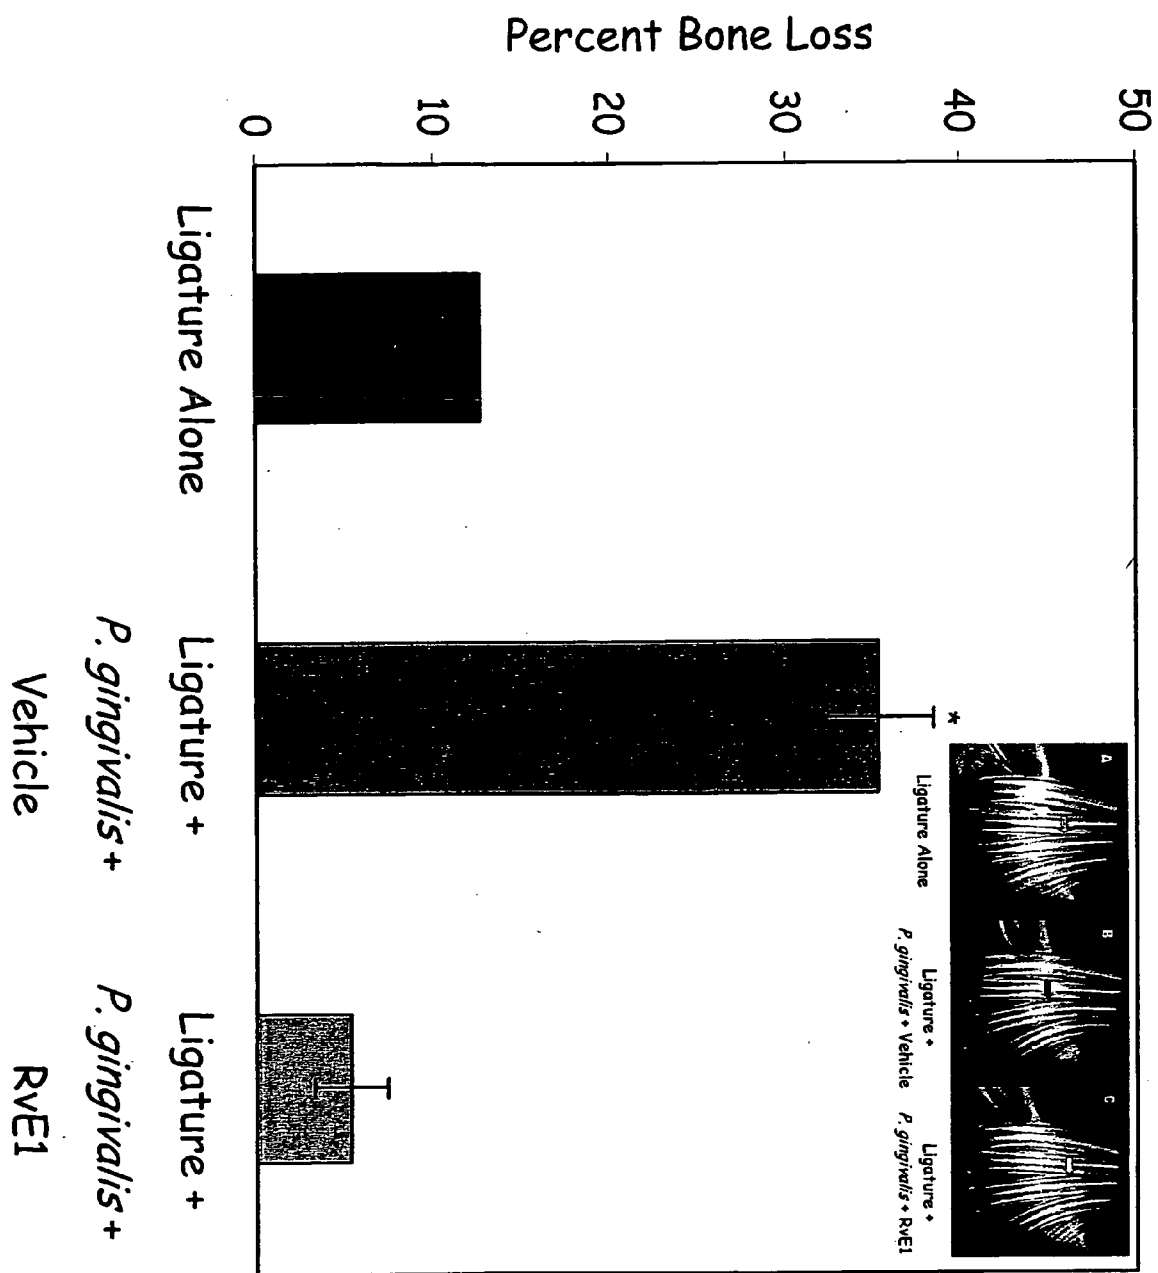 Percent Bone Loss
50
40
30
20
10
0
*
A
B
C
Ligature Alone
Ligature +
P. gingivalis + Vehicle
Ligature +
P. gingivalis + RvE1
Ligature Alone
Ligature +
P. gingivalis +
Vehicle
Ligature +
P. gingivalis +
RvE1